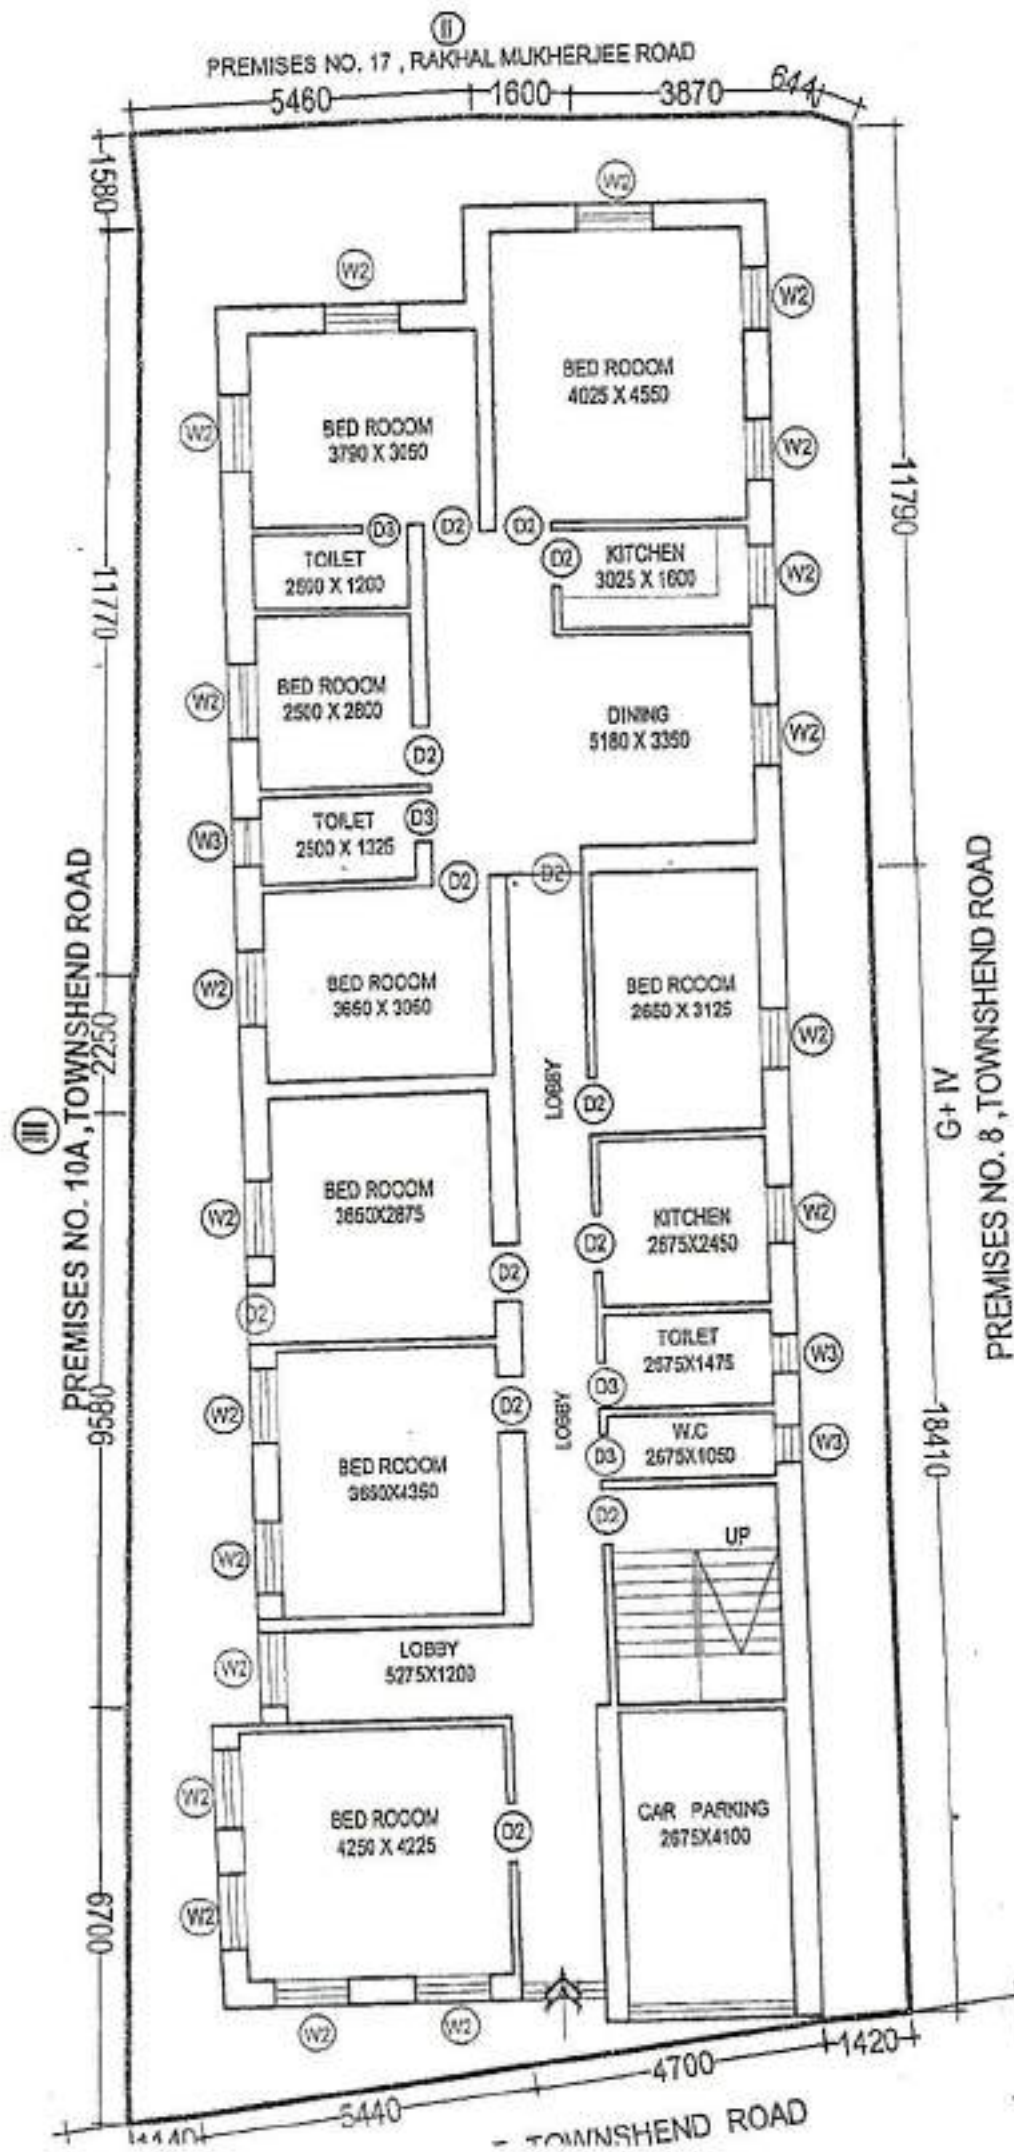 II
PREMISES NO. 17 , RAKHAL MUKHERJEE ROAD
5460
1600
3870
644
1580
W2
W2
W2
BED ROOOM
4025 X 4550
W2
BED ROOOM
3790 X 3050
W2
11790
D3
D2
D2
TOILET
2500 X 1200
D2
KITCHEN
3025 X 1600
W2
11770
BED ROOOM
2500 X 2800
W2
DINING
5180 X 3350
W2
D2
TOILET
2500 X 1325
D3
W3
D2
D2
PREMISES NO. 10A , TOWNSHEND ROAD
III
PREMISES NO. 8 , TOWNSHEND ROAD
G+ IV
BED ROOOM
3650 X 3050
W2
BED ROOOM
2650 X 3125
W2
2250
LOBBY
D2
BED ROOOM
3650X2875
W2
KITCHEN
2675X2450
W2
D2
D2
D2
TOILET
2675X1475
W3
9580
W2
D2
D3
LOBBY
18410
W.C
2675X1050
W3
D3
BED ROOOM
3650X4350
D2
UP
W2
LOBBY
5275X1200
W2
W2
BED ROOOM
4250 X 4225
D2
CAR PARKING
2675X4100
W2
6700
W2
W2
1420
4700
5440
1140
TOWNSHEND ROAD